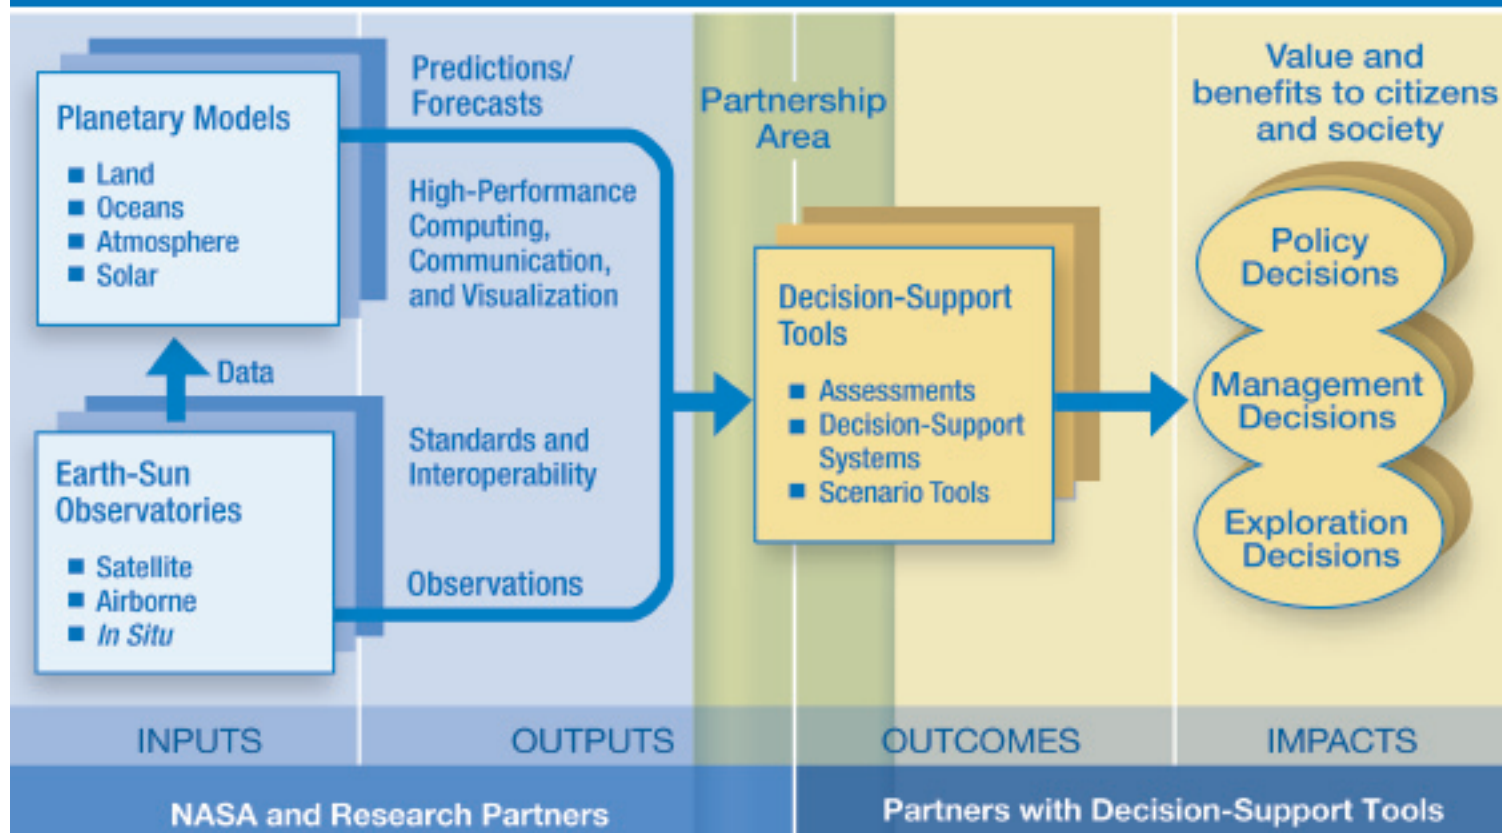 Planetary Models
■ Land
■ Oceans
■ Atmosphere
■ Solar
Data
Earth-Sun
Observatories
■ Satellite
■ Airborne
■ In Situ
Predictions/
Forecasts
High-Performance
Computing,
Communication,
and Visualization
Standards and
Interoperability
Observations
Partnership
Area
Decision-Support
Tools
■ Assessments
■ Decision-Support
Systems
■ Scenario Tools
Value and
benefits to citizens
and society
Policy
Decisions
Management
Decisions
Exploration
Decisions
INPUTS
OUTPUTS
OUTCOMES
IMPACTS
NASA and Research Partners
Partners with Decision-Support Tools